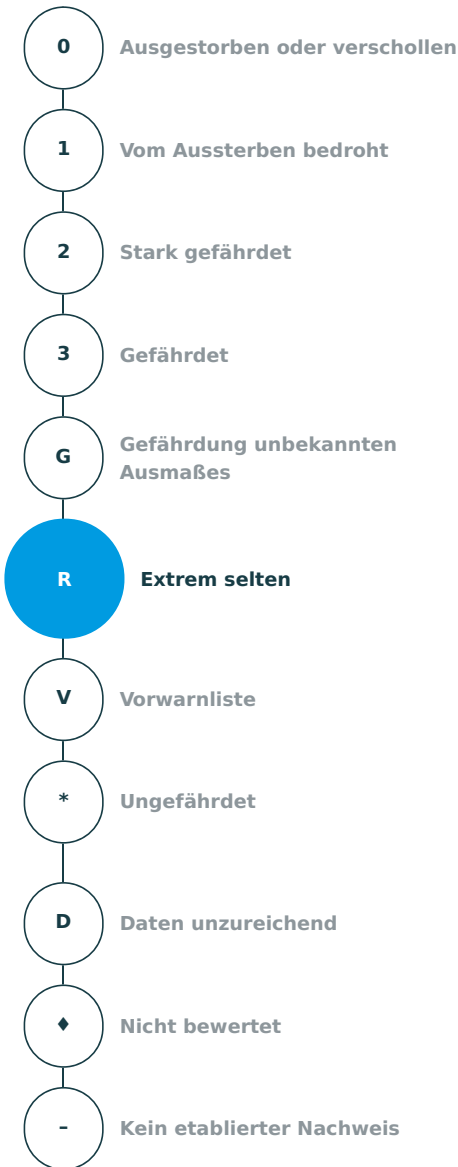 0 Ausgestorben oder verschollen
1 Vom Aussterben bedroht
2 Stark gefährdet
3 Gefährdet
G Gefährdung unbekannten
Ausmaßes
R Extrem selten
V Vorwarnliste
* Ungefährdet
D Daten unzureichend
♦ Nicht bewertet
– Kein etablierter Nachweis